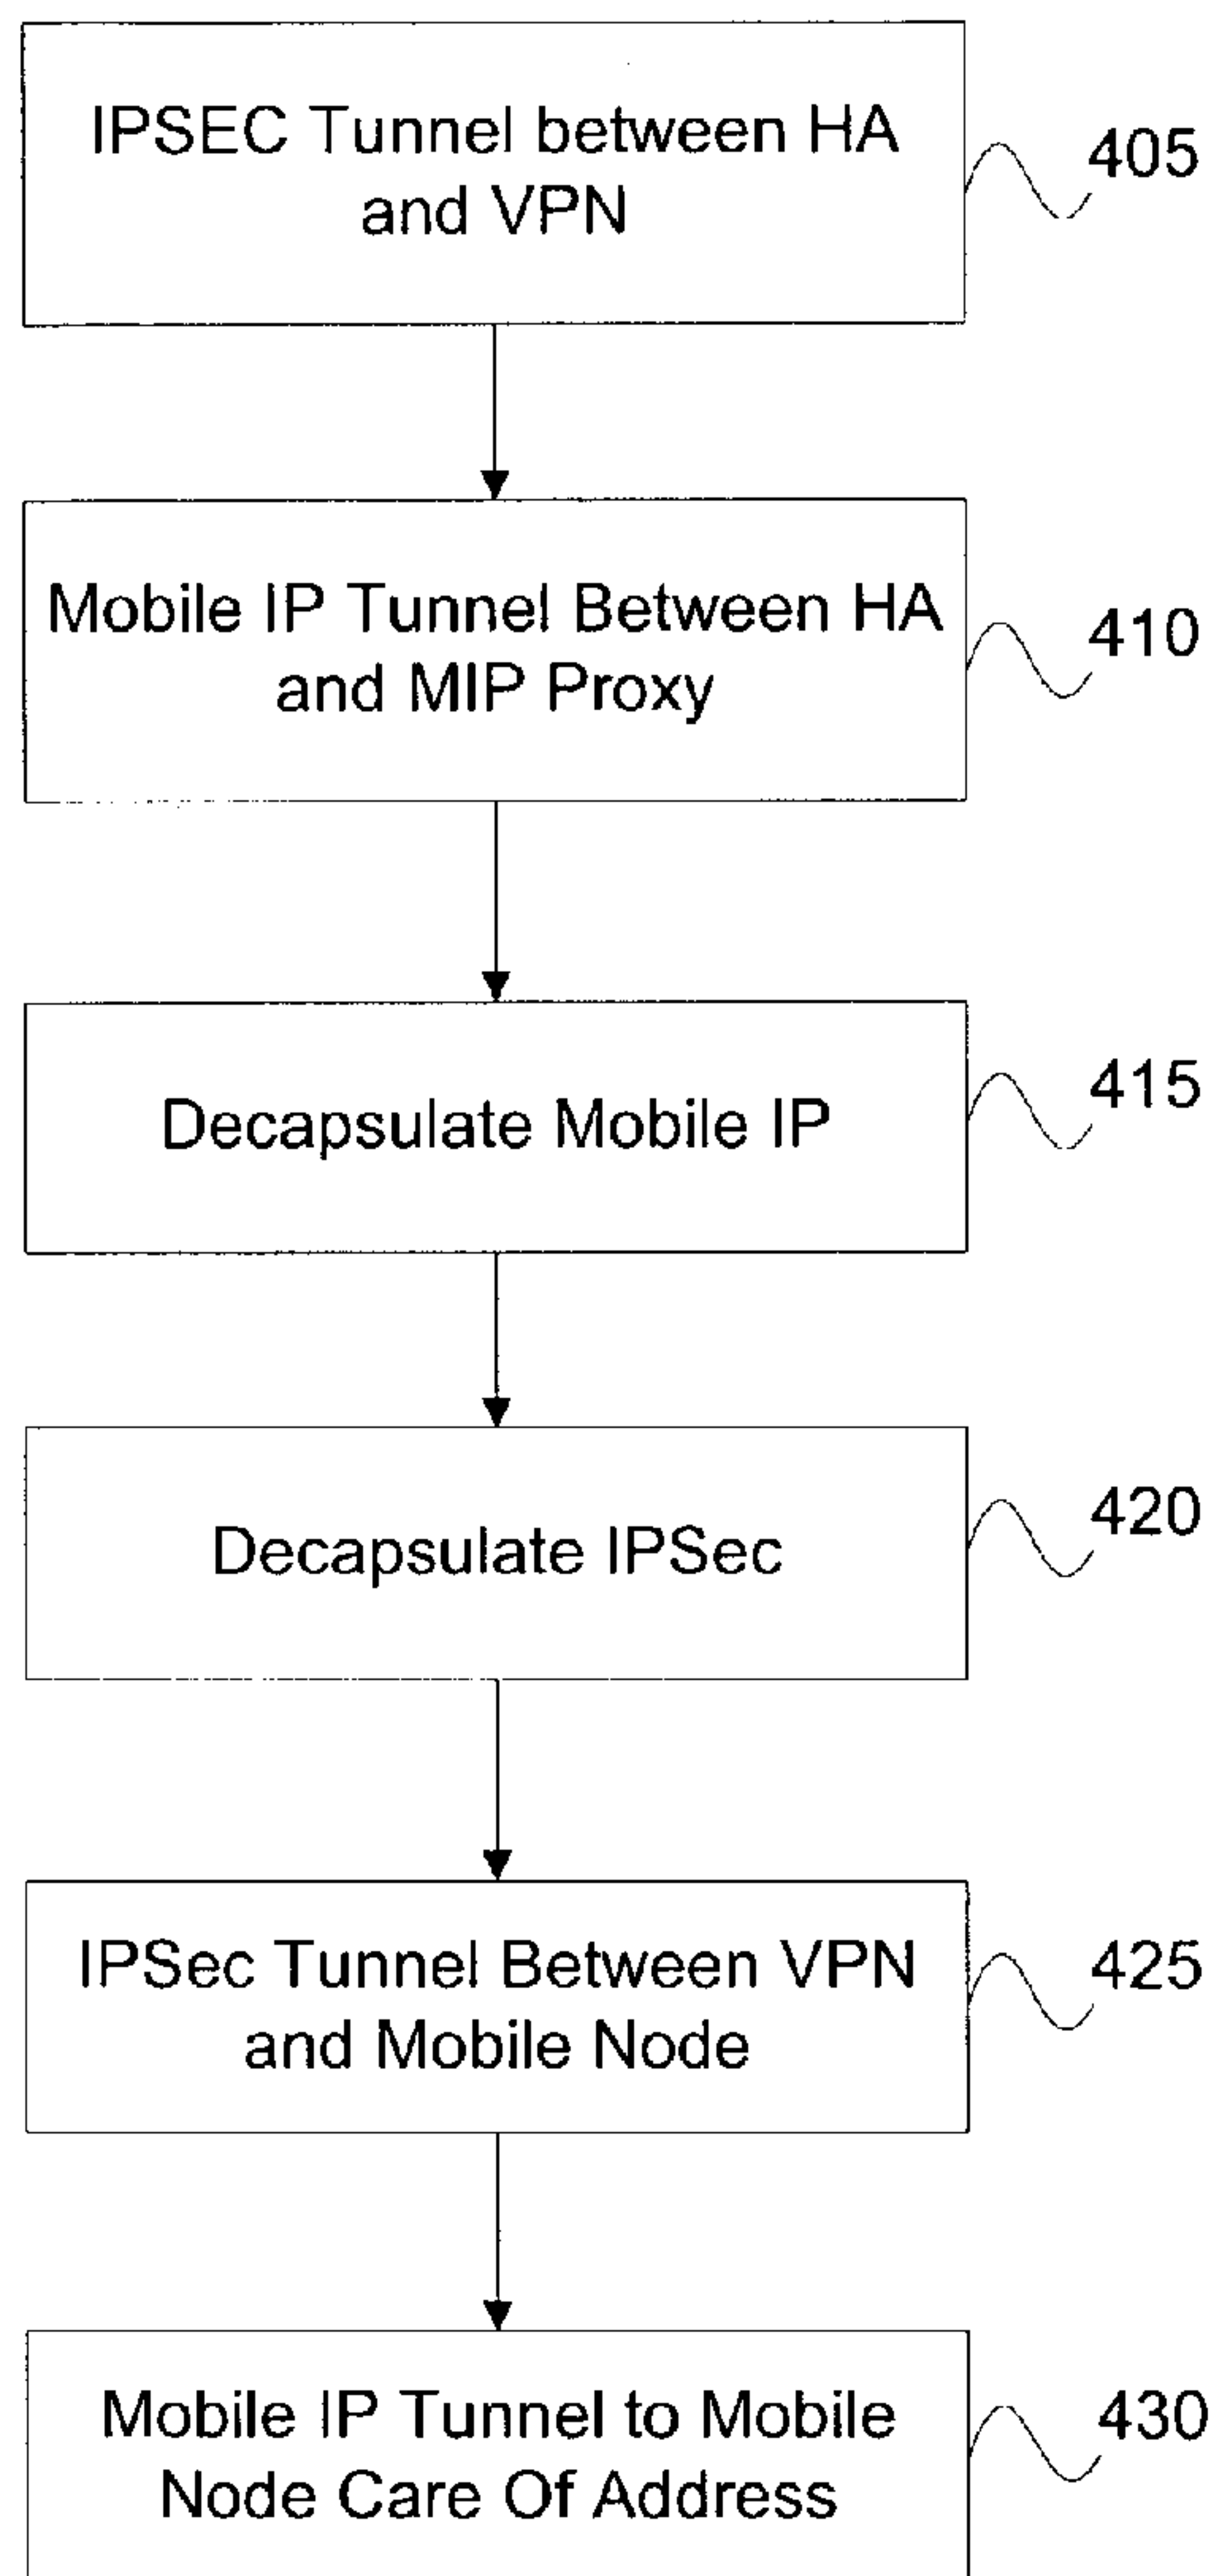 IPSEC Tunnel between HA
and VPN
405
Mobile IP Tunnel Between HA
and MIP Proxy
410
Decapsulate Mobile IP
415
Decapsulate IPSec
420
IPSec Tunnel Between VPN
and Mobile Node
425
Mobile IP Tunnel to Mobile
Node Care Of Address
430